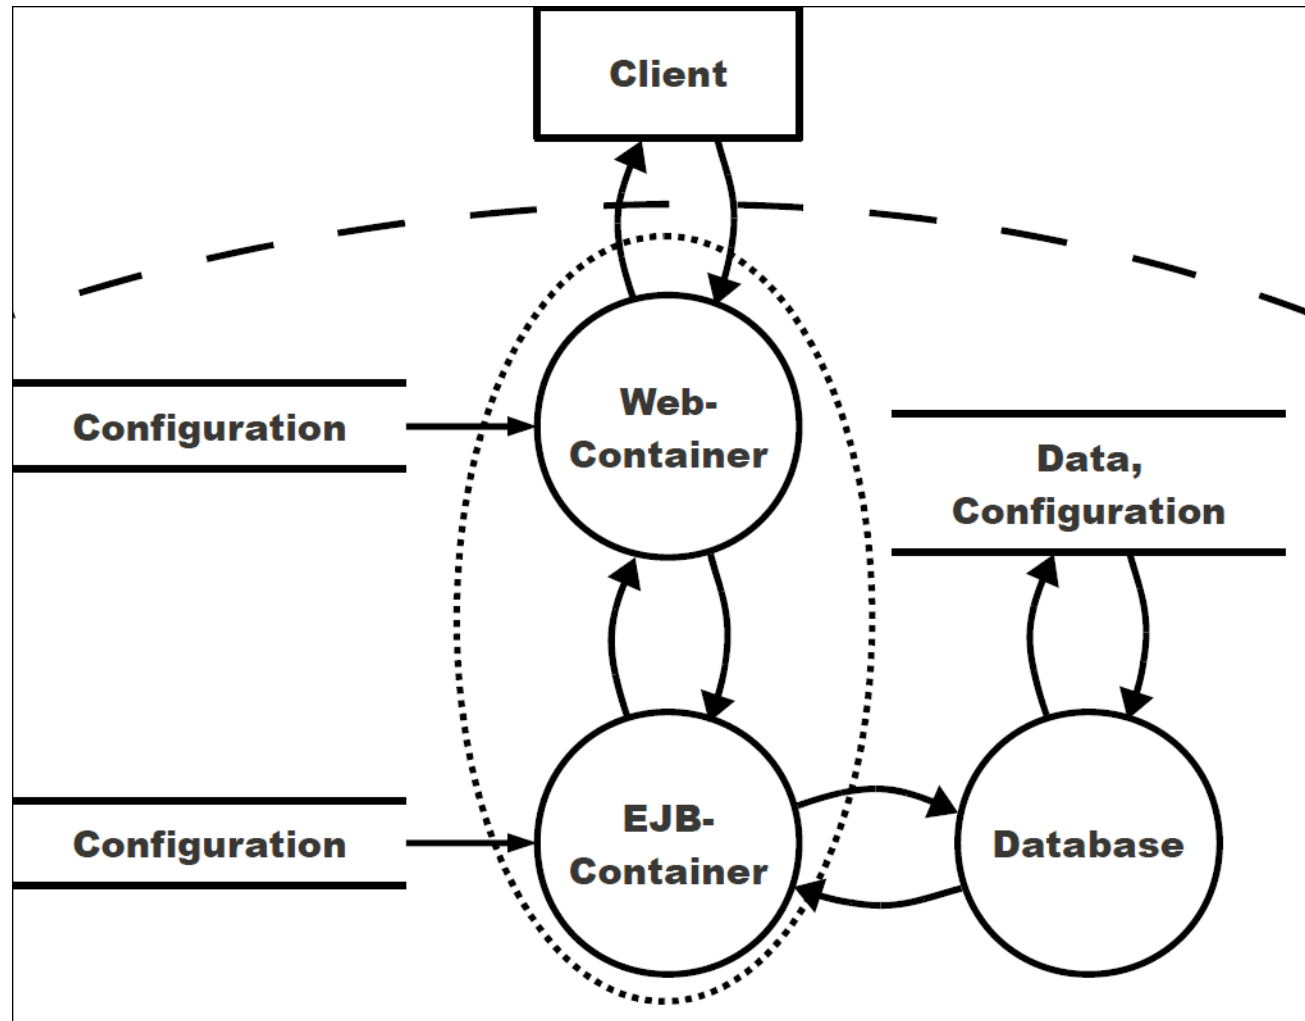 Client
Configuration
Web-
Container
Data,
Configuration
Configuration
EJB-
Container
Database